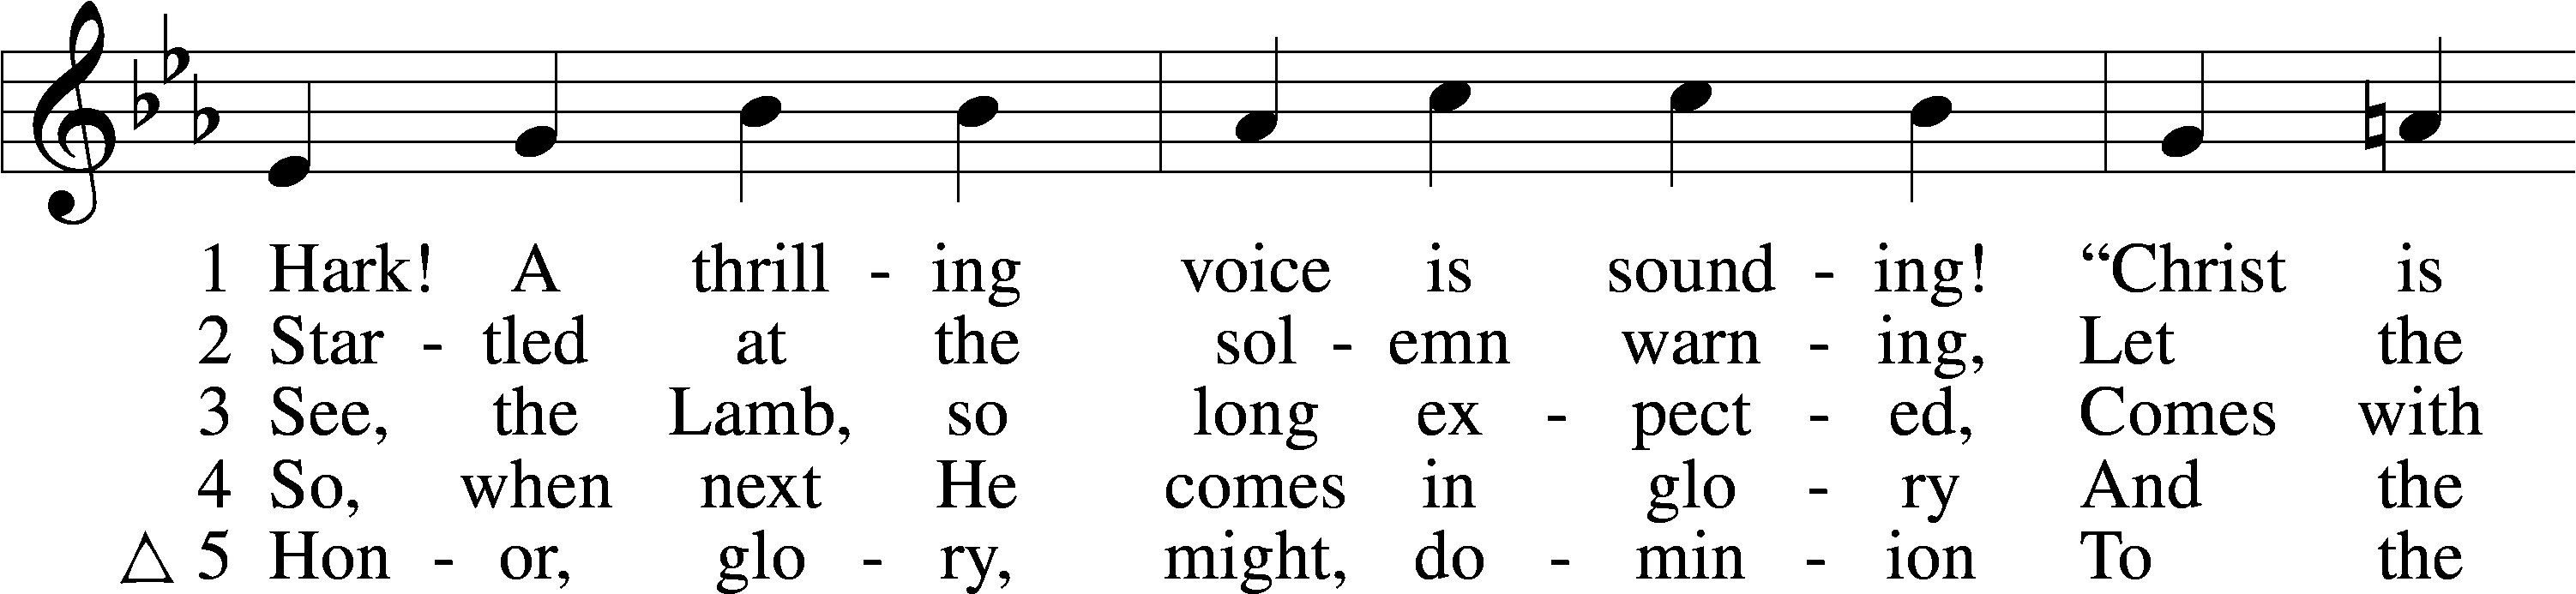 1 Hark! A thrill - ing voice is sound - ing! “Christ is
2 Star - tled at the sol - emn warn - ing, Let the
3 See, the Lamb, so long ex - pect - ed, Comes with
4 So, when next He comes in glo - ry And the
△ 5 Hon - or, glo - ry, might, do - min - ion To the